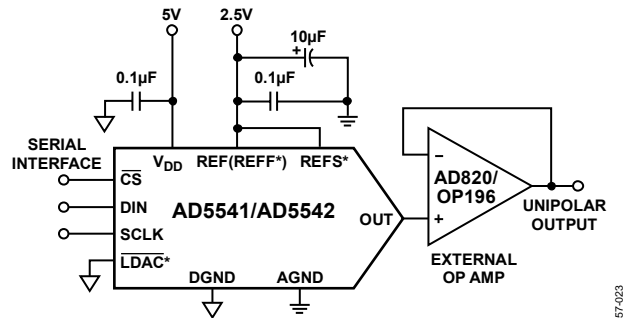 5V
2.5V
10µF
+
0.1µF
0.1µF
SERIAL
INTERFACE
VDD
REF(REFF*)
REFS*
CS
DIN
SCLK
LDAC*
AD5541/AD5542
OUT
DGND
AGND
–
+
AD820/
OP196
UNIPOLAR
OUTPUT
EXTERNAL
OP AMP
57-023